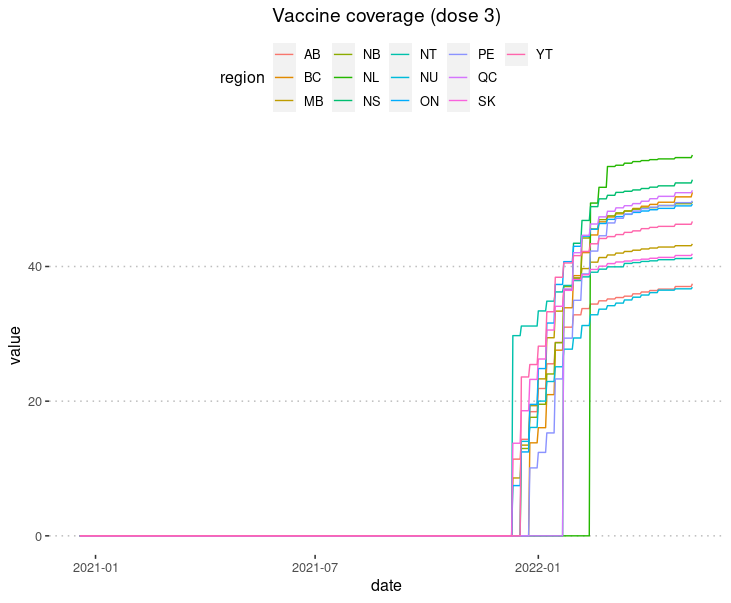 Vaccine coverage (dose 3)
AB NB NT PE YT
region BC NL NU QC
MB NS ON SK
40
20
0
value
2021-01 2021-07 2022-01
date